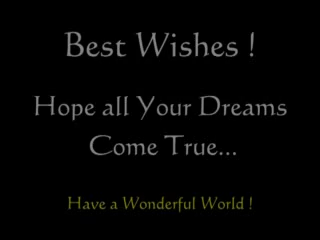 Best Wishes !
Hope all Your Dreams
Come True...
Have a Wonderful World !